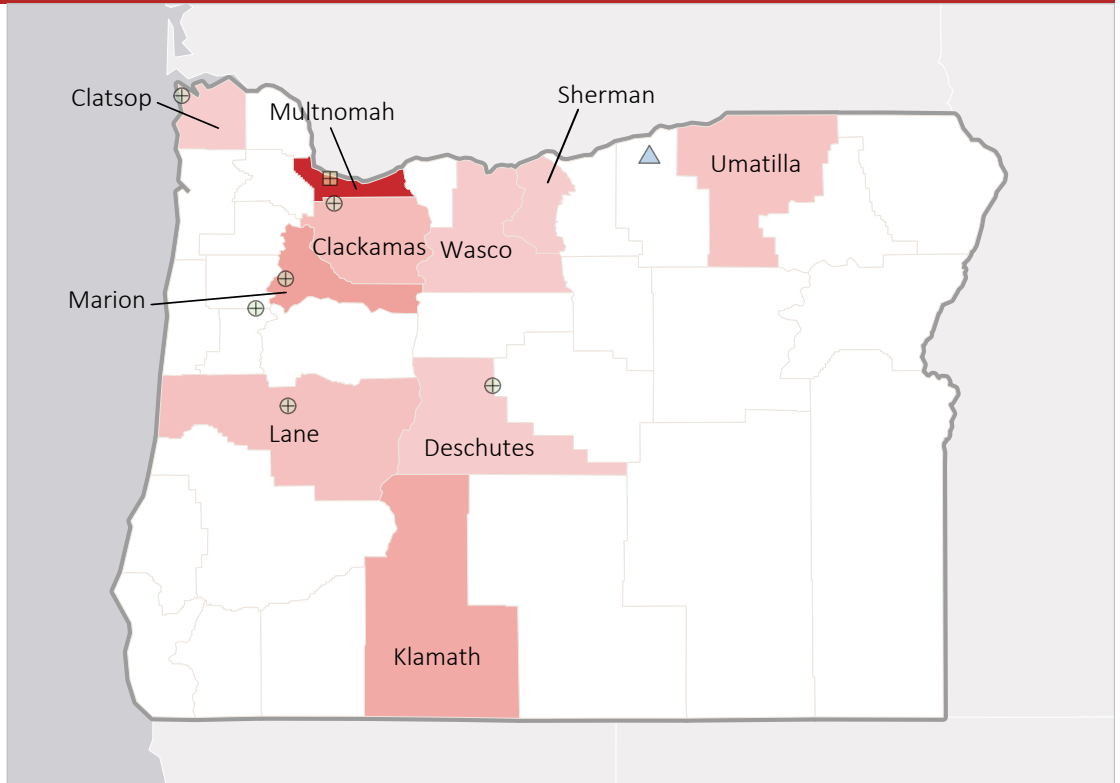 Clatsop
Multnomah
Sherman
Umatilla
Clackamas
Wasco
Marion
Lane
Deschutes
Klamath